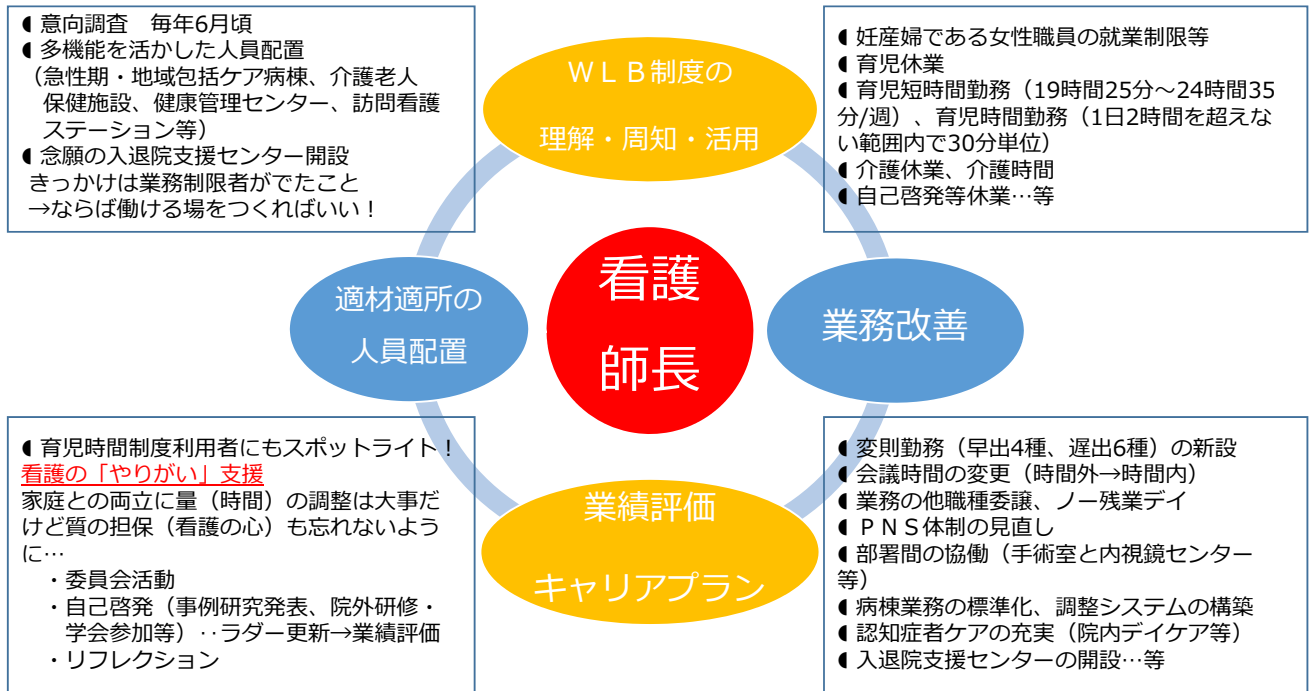 ◖意向調査　毎年6月頃
◖多機能を活かした人員配置
（急性期・地域包括ケア病棟、介護老人
保健施設、健康管理センター、訪問看護
ステーション等）
◖念願の入退院支援センター開設
きっかけは業務制限者がでたこと
→ならば働ける場をつくればいい！
ＷＬＢ制度の
理解・周知・活用
◖妊産婦である女性職員の就業制限等
◖育児休業
◖育児短時間勤務（19時間25分～24時間35
分/週）、育児時間勤務（1日2時間を超えな
い範囲内で30分単位）
◖介護休業、介護時間
◖自己啓発等休業…等
適材適所の
人員配置
看護
師長
業務改善
◖育児時間制度利用者にもスポットライト！
看護の「やりがい」支援
家庭との両立に量（時間）の調整は大事だ
けど質の担保（看護の心）も忘れないよう
に…
・委員会活動
・自己啓発（事例研究発表、院外研修・
学会参加等）‥ラダー更新→業績評価
・リフレクション
業績評価
キャリアプラン
◖変則勤務（早出4種、遅出6種）の新設
◖会議時間の変更（時間外→時間内）
◖業務の他職種委譲、ノー残業デイ
◖ＰＮＳ体制の見直し
◖部署間の協働（手術室と内視鏡センター
等）
◖病棟業務の標準化、調整システムの構築
◖認知症者ケアの充実（院内デイケア等）
◖入退院支援センターの開設…等